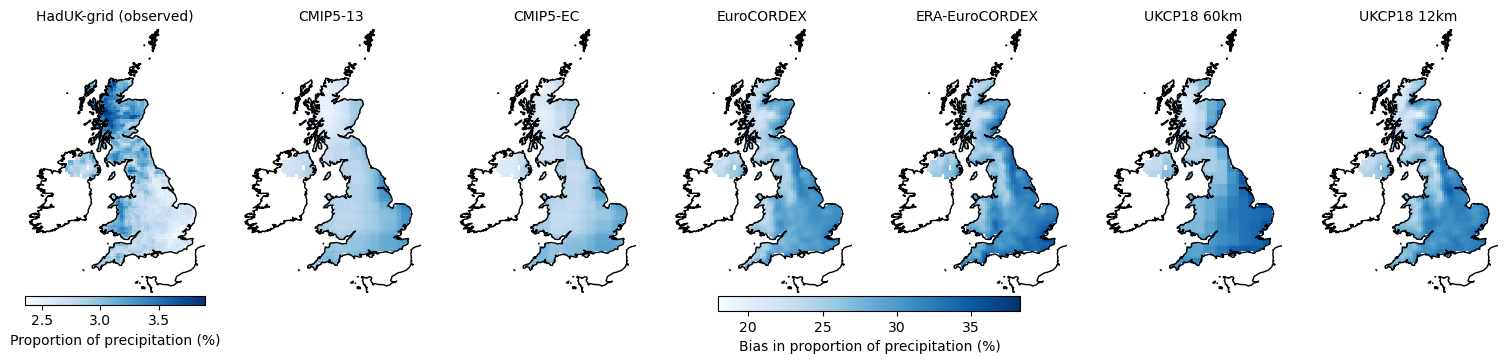 HadUK-grid (observed)
CMIP5-13
CMIP5-EC
EuroCORDEX
ERA-EuroCORDEX
UKCP18 60km
UKCP18 12km
2.5 3.0 3.5
Proportion of precipitation (%)
20 25 30 35
Bias in proportion of precipitation (%)